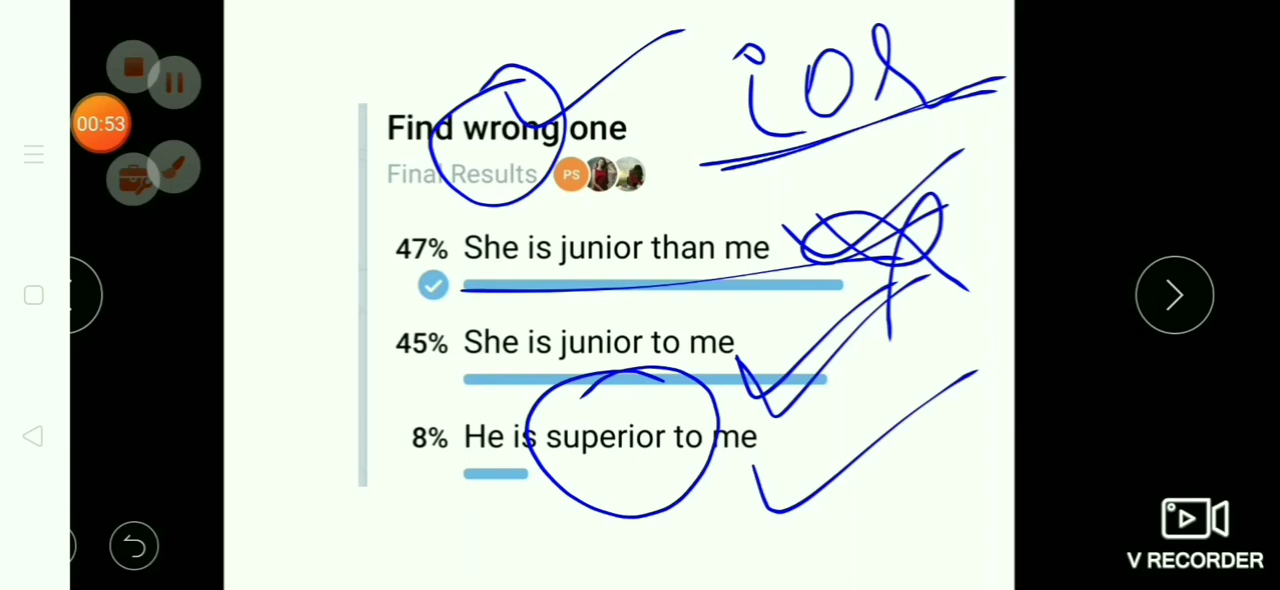 ior
00:53
Find wrong one
Final Results PS
47% She is junior than me
45% She is junior to me
8% He is superior to me
V RECORDER